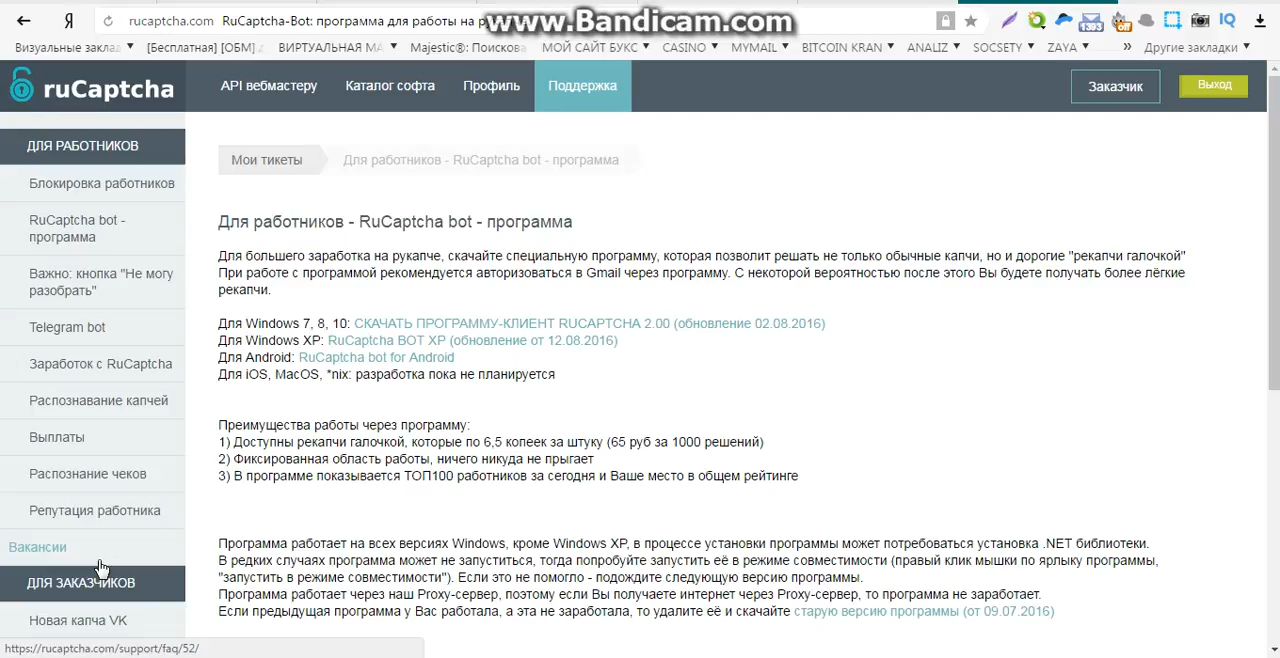 Я rucaptcha.com RuCaptcha-Bot: программа для работы на р
www.Bandicam.com
1393 off IQ
Визуальные заклад [Бесплатная] [ОБМ] ВИРТУАЛЬНАЯ МА Majestic®: Поискова МОЙ САЙТ БУКС CASINO MYMAIL BITCOIN KRAN ANALIZ SOCSETY ZAYA » Другие закладки
ruCaptcha API вебмастеру Каталог софта Профиль Поддержка Заказчик Выход
ДЛЯ РАБОТНИКОВ
Блокировка работников
RuCaptcha bot -
программа
Важно: кнопка "Не могу
разобрать"
Telegram bot
Заработок с RuCaptcha
Распознавание капчей
Выплаты
Распознание чеков
Репутация работника
Вакансии
ДЛЯ ЗАКАЗЧИКОВ
Новая капча VK
https://rucaptcha.com/support/faq/52/
Мои тикеты Для работников - RuCaptcha bot - программа
Для работников - RuCaptcha bot - программа
Для большего заработка на рукапче, скачайте специальную программу, которая позволит решать не только обычные капчи, но и дорогие "рекапчи галочкой"
При работе с программой рекомендуется авторизоваться в Gmail через программу. С некоторой вероятностью после этого Вы будете получать более лёгкие
рекапчи.
Для Windows 7, 8, 10: СКАЧАТЬ ПРОГРАММУ-КЛИЕНТ RUCAPTCHA 2.00 (обновление 02.08.2016)
Для Windows XP: RuCaptcha BOT XP (обновление от 12.08.2016)
Для Android: RuCaptcha bot for Android
Для iOS, MacOS, *nix: разработка пока не планируется
Преимущества работы через программу:
1) Доступны рекапчи галочкой, которые по 6,5 копеек за штуку (65 руб за 1000 решений)
2) Фиксированная область работы, ничего никуда не прыгает
3) В программе показывается ТОП100 работников за сегодня и Ваше место в общем рейтинге
Программа работает на всех версиях Windows, кроме Windows XP, в процессе установки программы может потребоваться установка .NET библиотеки.
В редких случаях программа может не запуститься, тогда попробуйте запустить её в режиме совместимости (правый клик мышки по ярлыку программы,
"запустить в режиме совместимости"). Если это не помогло - подождите следующую версию программы.
Программа работает через наш Proxy-сервер, поэтому если Вы получаете интернет через Proxy-сервер, то программа не заработает.
Если предыдущая программа у Вас работала, а эта не заработала, то удалите её и скачайте старую версию программы (от 09.07.2016)